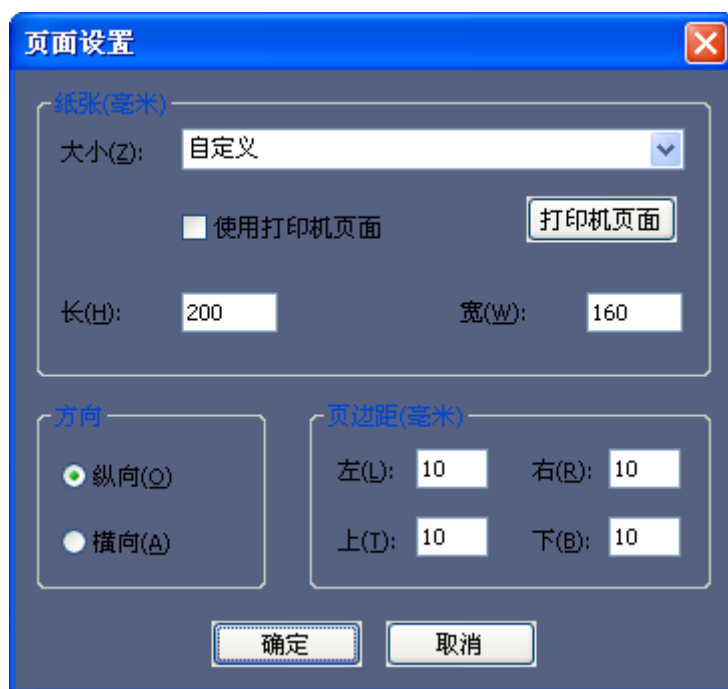 页面设置
纸张(毫米)
大小(Z): 自定义
使用打印机页面 打印机页面
长(H): 200 宽(W): 160
方向 页边距(毫米)
纵向(O) 左(L): 10 右(R): 10
横向(A) 上(T): 10 下(B): 10
确定 取消